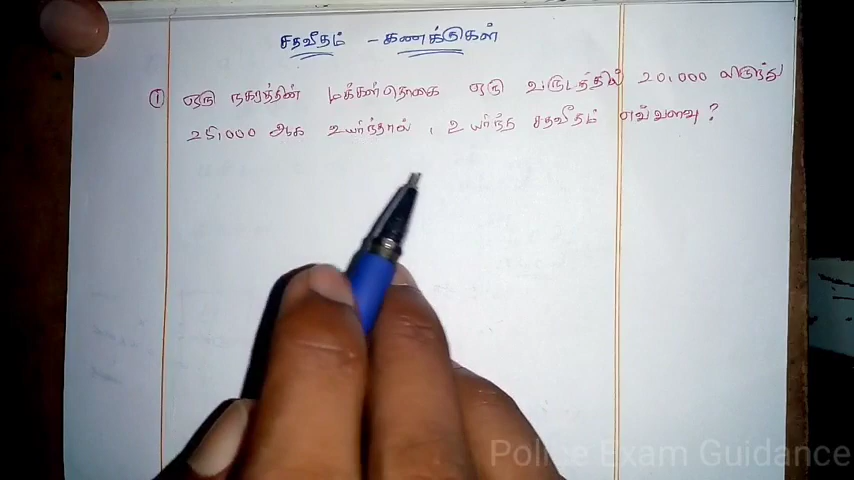 சதவீதம் - கணக்குகள்
① ஒரு நகரத்தின் மக்கள்தொகை ஒரு வருடத்தில் 20,000 லிருந்து
25,000 ஆக உயர்ந்தால், உயர்ந்த சதவீதம் எவ்வளவு?
Police Exam Guidance